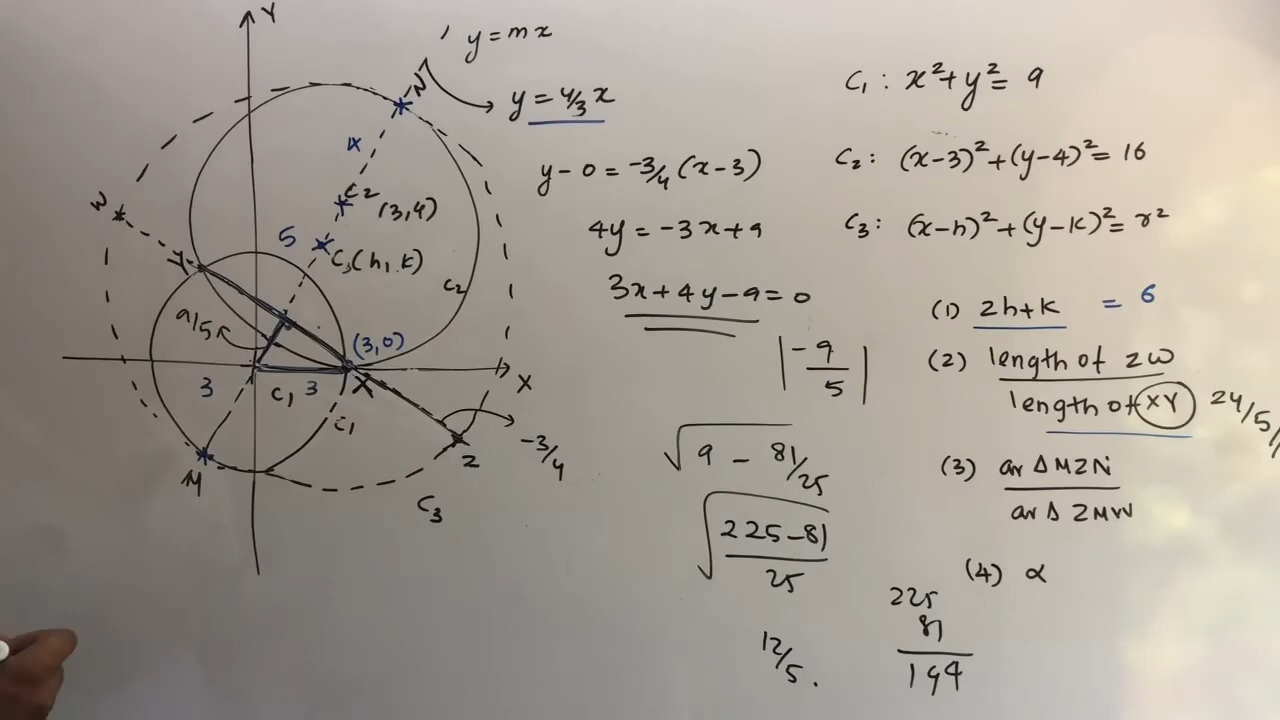 Y
y = mx
N
y = 4/3 x
4
C2 (3,4)
W
5
C3(h, k)
Y
C2
9/5
(3,0)
3
C1
3
X
X
C1
M
Z
-3/4
C3
y - 0 = -3/4 (x-3)
4y = -3x+9
3x+4y-9=0
|-9/5|
√9 - 81/25
√225-81/25
12/5.
C1 : x²+y² = 9
C2 : (x-3)²+(y-4)² = 16
C3 : (x-h)²+(y-k)² = r²
(1) 2h+k = 6
(2) length of ZW
length of XY 24/5
(3) ar Δ MZN
ar Δ ZMW
(4) α
225
81
144